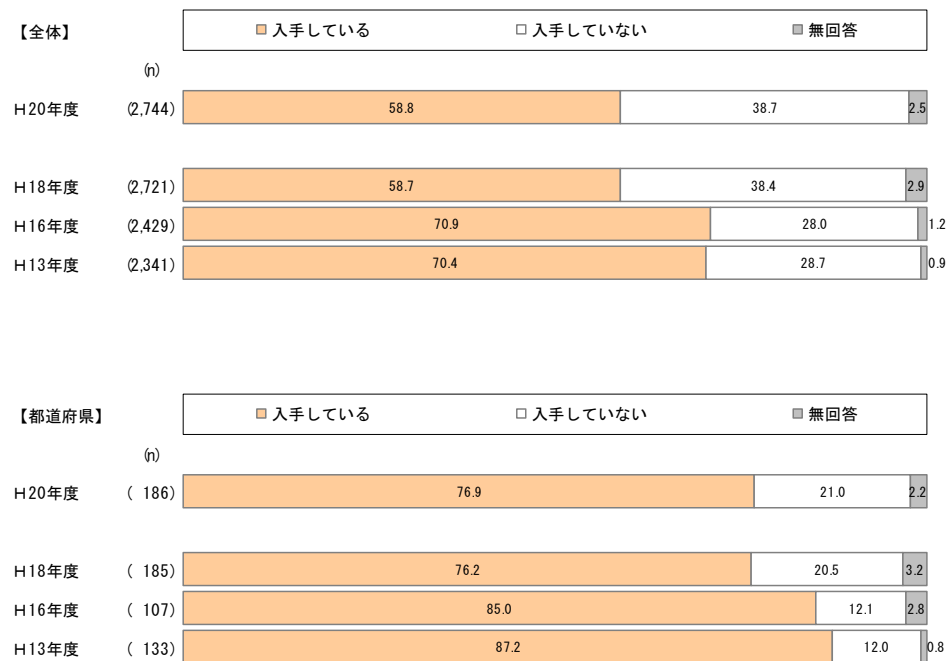 【全体】 ■ 入手している □ 入手していない ■ 無回答
(n)
Ｈ20年度 (2,744) 58.8 38.7 2.5
Ｈ18年度 (2,721) 58.7 38.4 2.9
Ｈ16年度 (2,429) 70.9 28.0 1.2
Ｈ13年度 (2,341) 70.4 28.7 0.9
【都道府県】 ■ 入手している □ 入手していない ■ 無回答
(n)
Ｈ20年度 ( 186) 76.9 21.0 2.2
Ｈ18年度 ( 185) 76.2 20.5 3.2
Ｈ16年度 ( 107) 85.0 12.1 2.8
Ｈ13年度 ( 133) 87.2 12.0 0.8